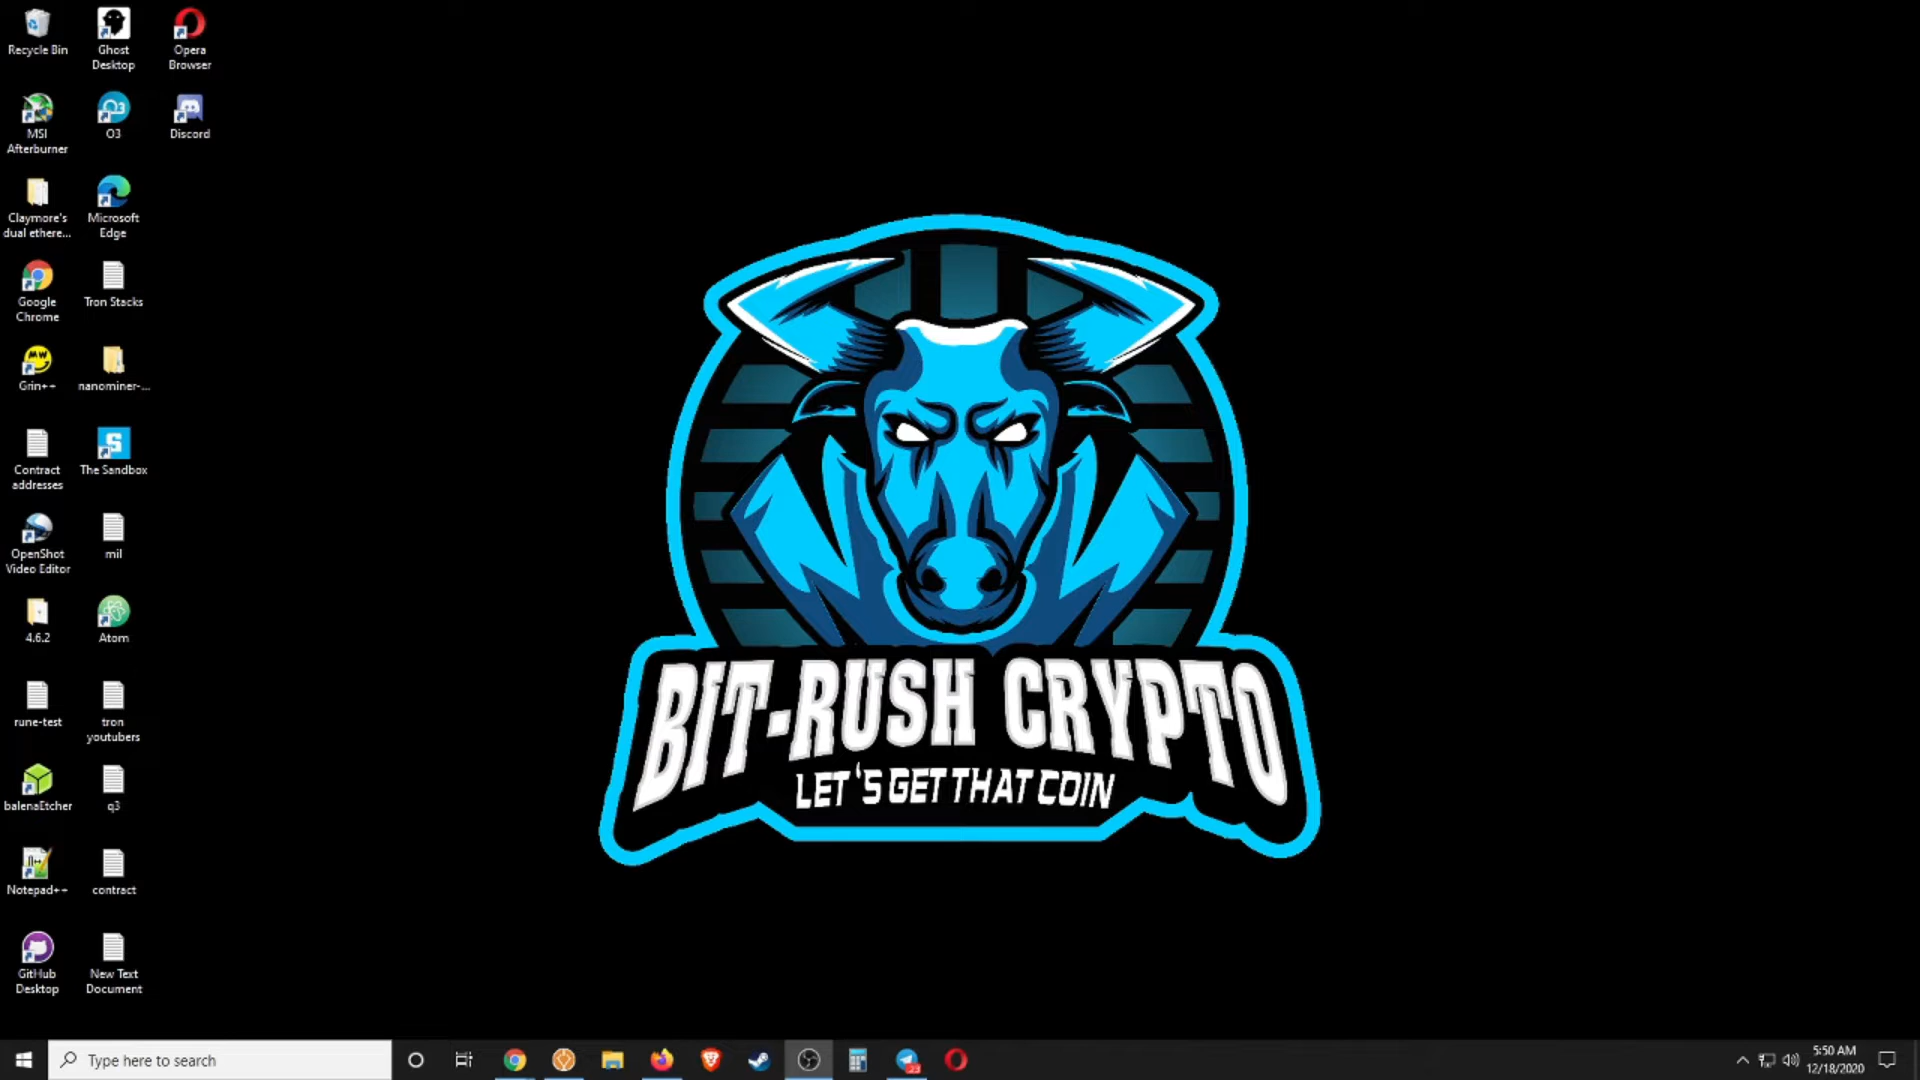 Recycle Bin
Ghost
Desktop
Opera
Browser
MSI
Afterburner
O3
Discord
Claymore's
dual ethere...
Microsoft
Edge
Google
Chrome
Tron Stacks
Grin++
nanominer-...
Contract
addresses
The Sandbox
OpenShot
Video Editor
mil
4.6.2
Atom
rune-test
tron
youtubers
balenaEtcher
q3
Notepad++
contract
GitHub
Desktop
New Text
Document
BIT-RUSH CRYPTO
LET'S GET THAT COIN
Type here to search
23
5:50 AM
12/18/2020